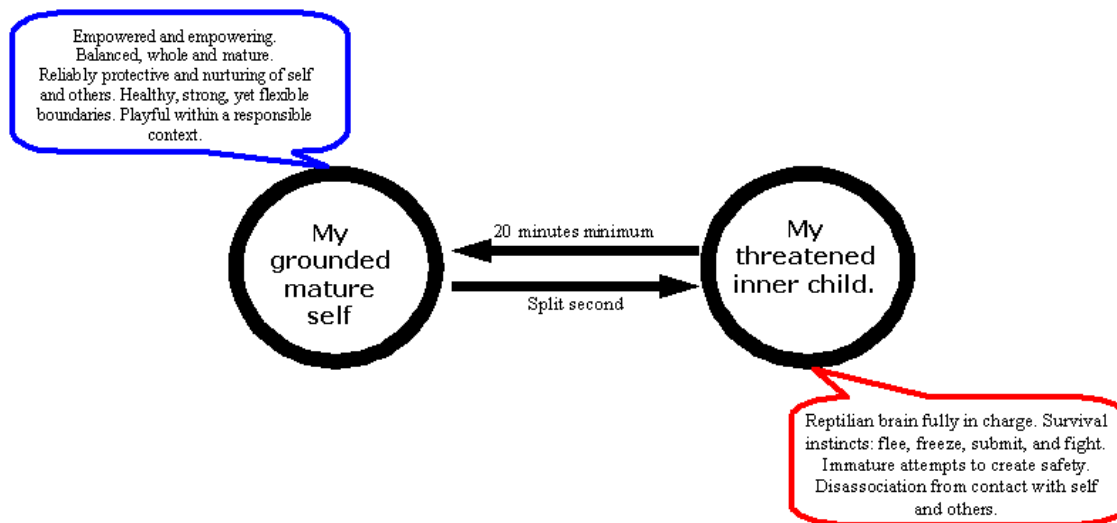 Empowered and empowering.
Balanced, whole and mature.
Reliably protective and nurturing of self
and others. Healthy, strong, yet flexible
boundaries. Playful within a responsible
context.
My
grounded
mature
self
20 minutes minimum
Split second
My
threatened
inner child.
Reptilian brain fully in charge. Survival
instincts: flee, freeze, submit, and fight.
Immature attempts to create safety.
Disassociation from contact with self
and others.